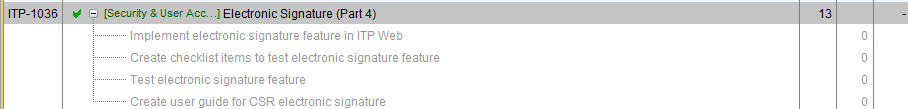 ITP-1036 [Security & User Acc...] Electronic Signature (Part 4) 13 -
Implement electronic signature feature in ITP Web 0
Create checklist items to test electronic signature feature 0
Test electronic signature feature 0
Create user guide for CSR electronic signature 0